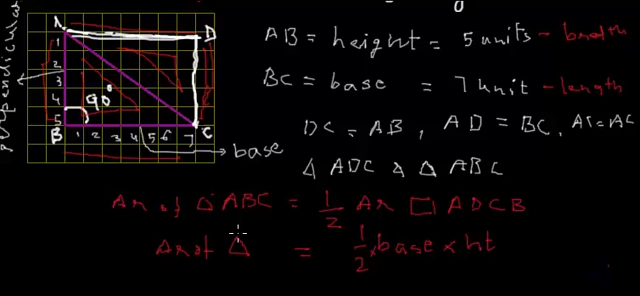 A D
1
2
3
4
5
90°
B 1 2 3 4 5 6 7 C
perpendicular
base
AB = height = 5 units - bredth
BC = base = 7 unit - length
DC = AB, AD = BC, AC = AC
Δ ADC ≅ Δ ABC
Ar of Δ ABC = 1/2 Ar □ ADCB
Ar of Δ = 1/2 × base × ht